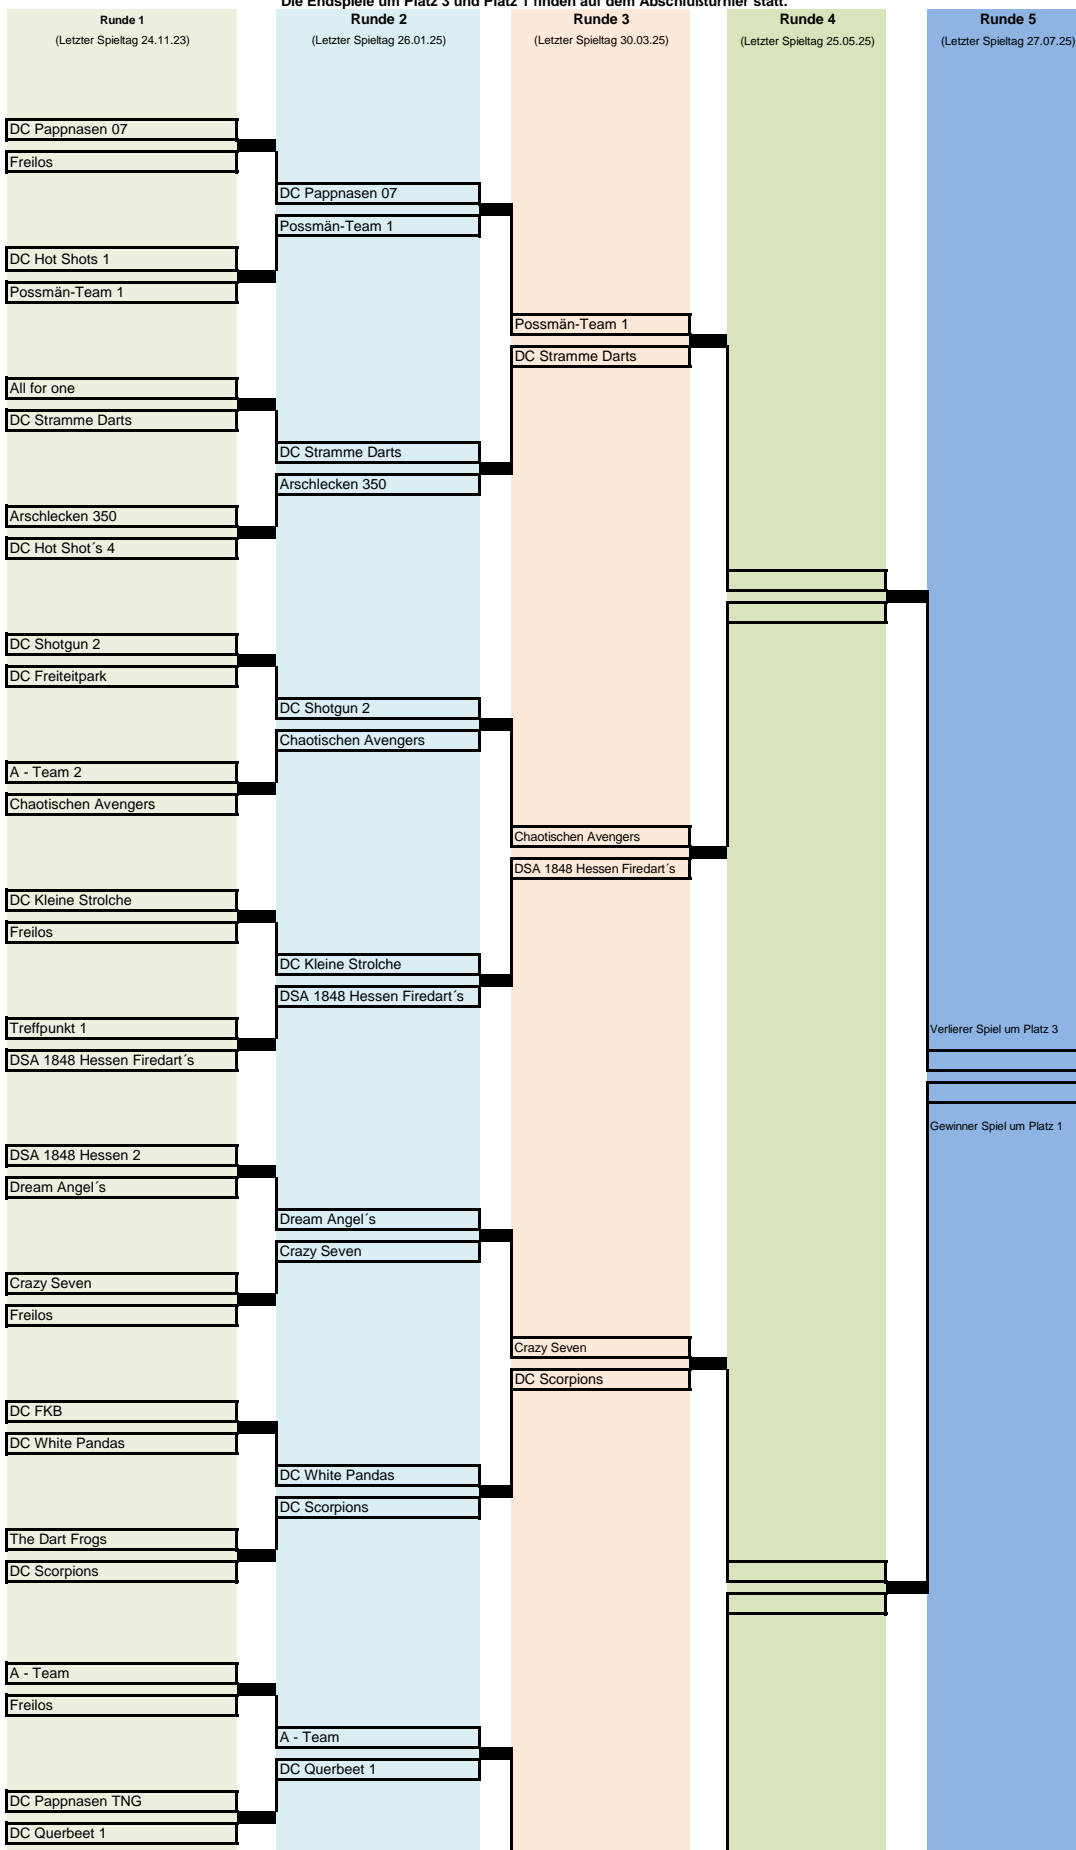 Die Endspiele um Platz 3 und Platz 1 finden auf dem Abschlußturnier statt.
Runde 1
Runde 2
Runde 3
Runde 4
Runde 5
(Letzter Spieltag 24.11.23)
(Letzter Spieltag 26.01.25)
(Letzter Spieltag 30.03.25)
(Letzter Spieltag 25.05.25)
(Letzter Spieltag 27.07.25)
DC Pappnasen 07
Freilos
DC Pappnasen 07
Possmän-Team 1
DC Hot Shots 1
Possmän-Team 1
Possmän-Team 1
DC Stramme Darts
All for one
DC Stramme Darts
DC Stramme Darts
Arschlecken 350
Arschlecken 350
DC Hot Shot´s 4
DC Shotgun 2
DC Freiteitpark
DC Shotgun 2
Chaotischen Avengers
A - Team 2
Chaotischen Avengers
Chaotischen Avengers
DSA 1848 Hessen Firedart´s
DC Kleine Strolche
Freilos
DC Kleine Strolche
DSA 1848 Hessen Firedart´s
Treffpunkt 1
DSA 1848 Hessen Firedart´s
Verlierer Spiel um Platz 3
Gewinner Spiel um Platz 1
DSA 1848 Hessen 2
Dream Angel´s
Dream Angel´s
Crazy Seven
Crazy Seven
Freilos
Crazy Seven
DC Scorpions
DC FKB
DC White Pandas
DC White Pandas
DC Scorpions
The Dart Frogs
DC Scorpions
A - Team
Freilos
A - Team
DC Querbeet 1
DC Pappnasen TNG
DC Querbeet 1